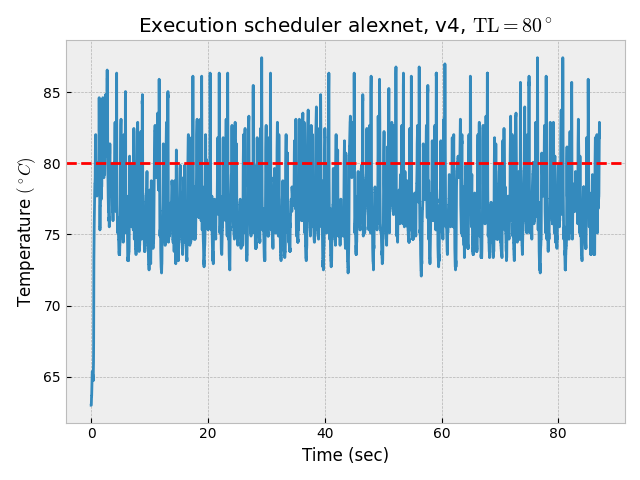 Execution scheduler alexnet, v4, TL = 80°
Temperature (°C)
85
80
75
70
65
0 20 40 60 80
Time (sec)